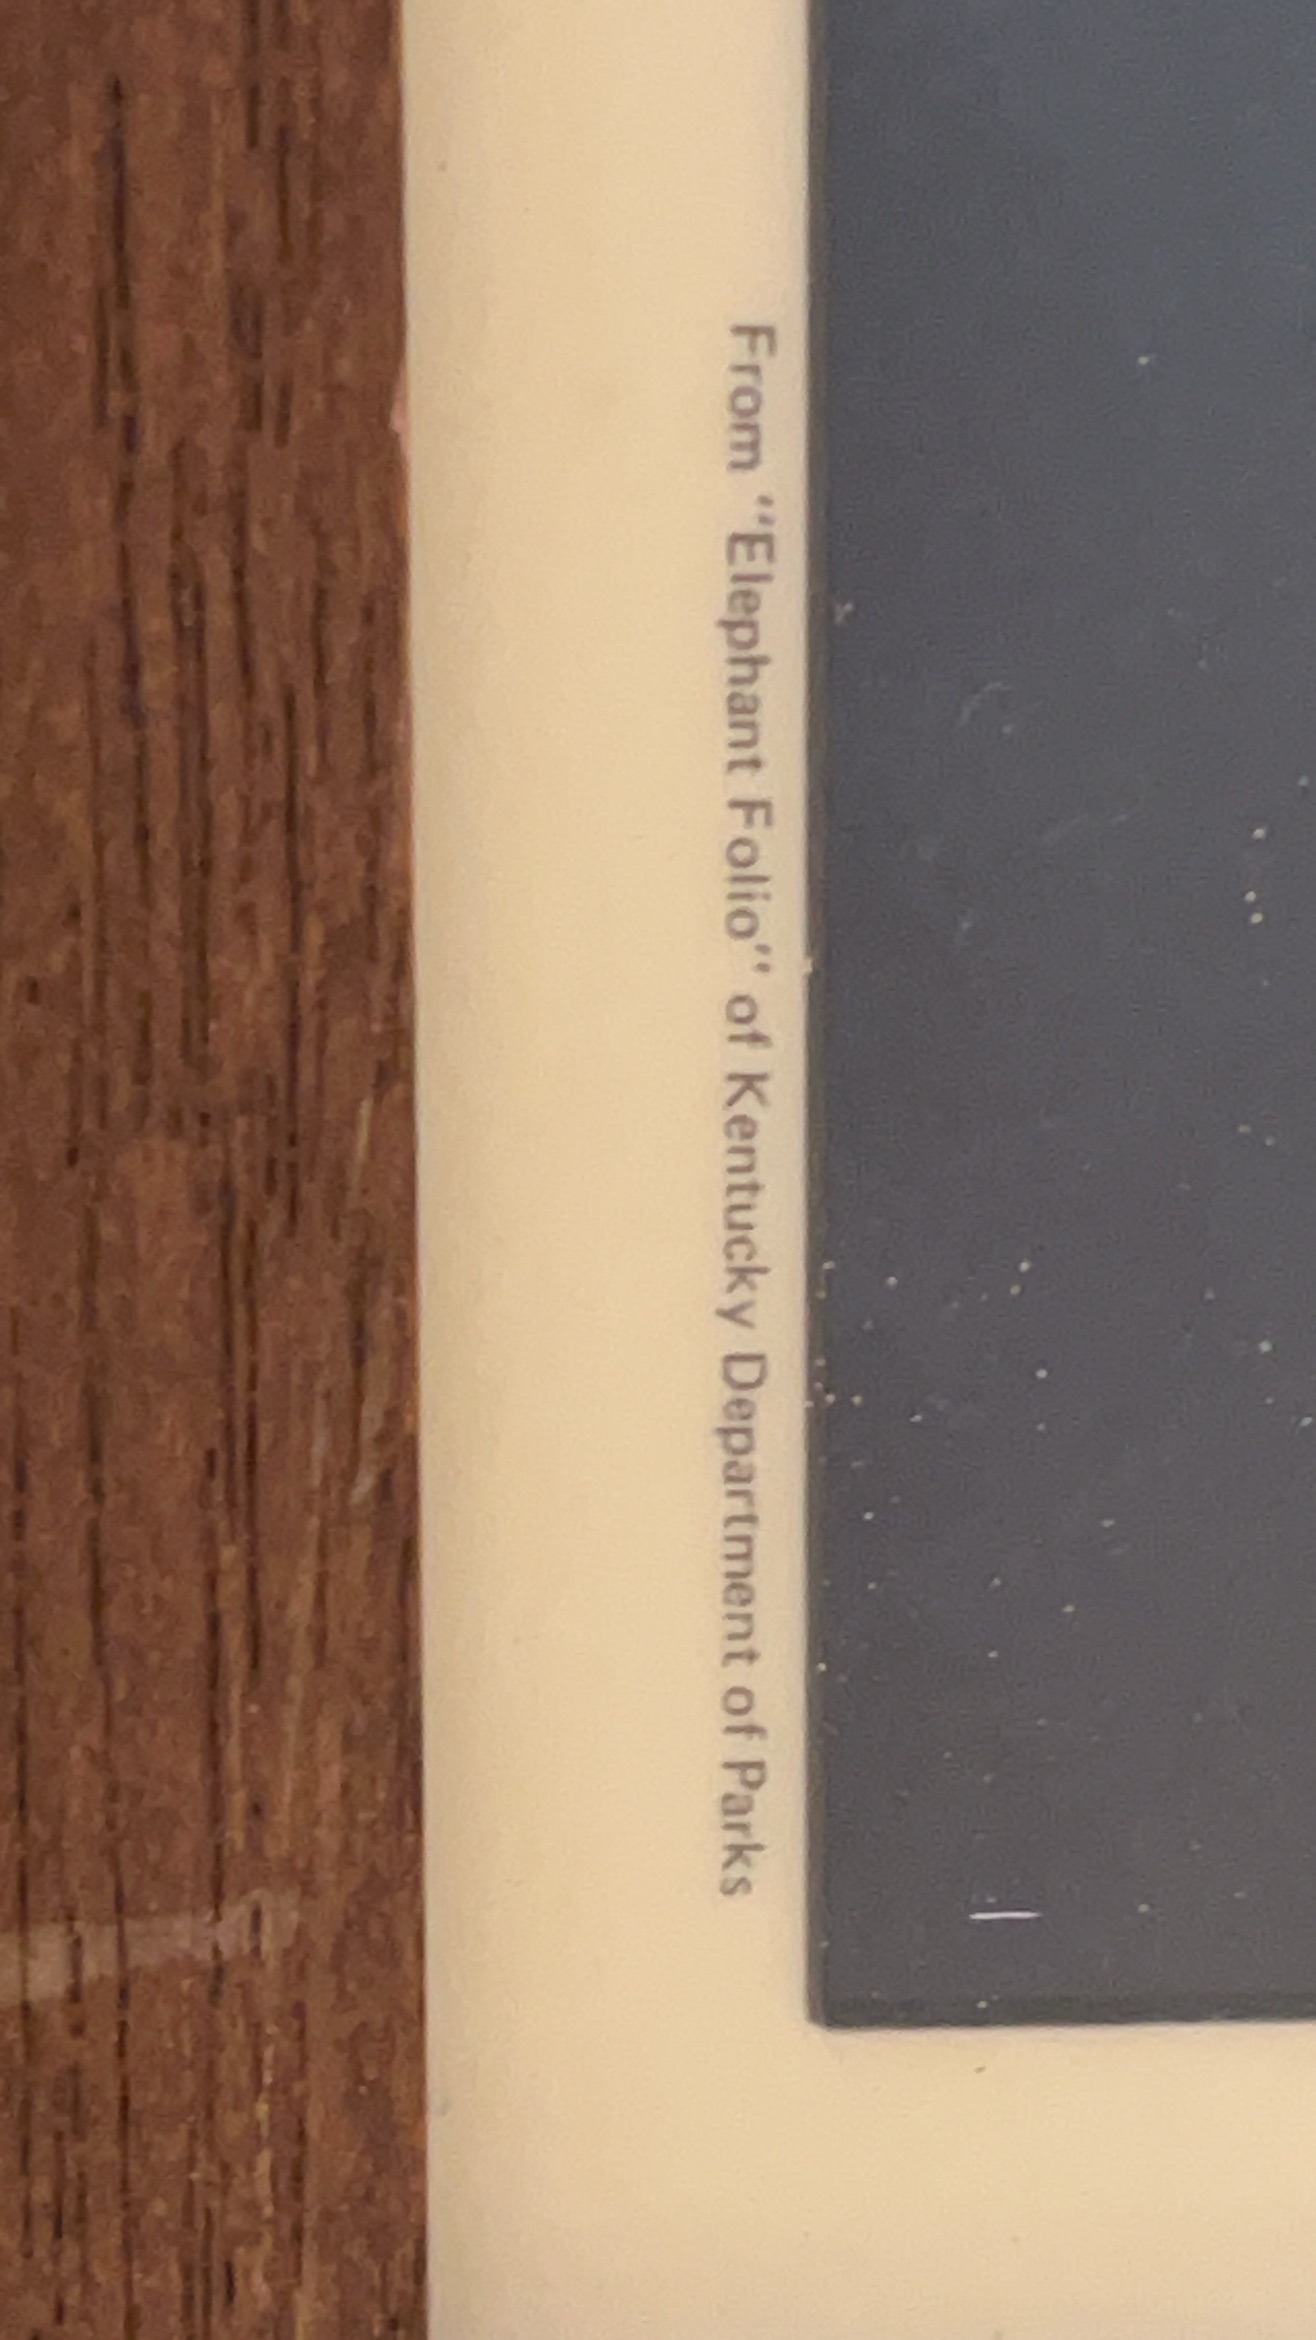 From "Elephant Folio" of Kentucky Department of Parks